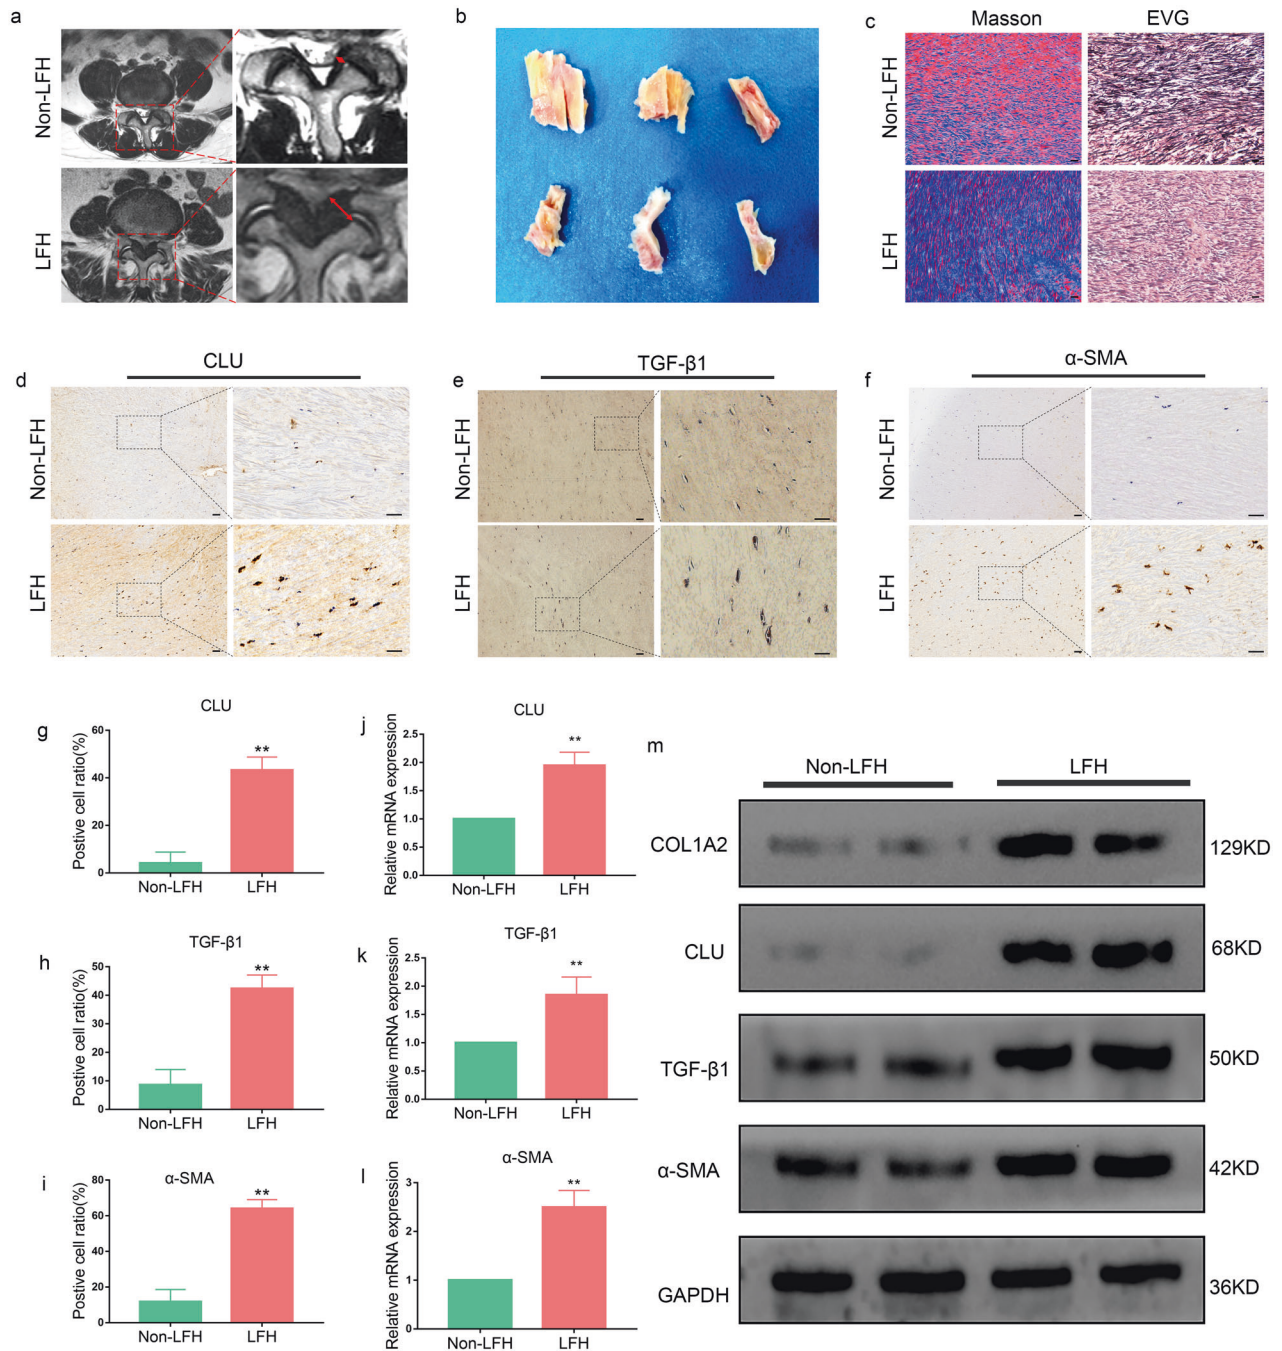 a
Non-LFH
LFH
b
c
Masson
EVG
Non-LFH
LFH
d
CLU
Non-LFH
LFH
e
TGF-β1
Non-LFH
LFH
f
α-SMA
Non-LFH
LFH
g
CLU
Postive cell ratio(%)
60
40
20
0
Non-LFH
LFH
**
h
TGF-β1
Postive cell ratio(%)
50
40
30
20
10
0
Non-LFH
LFH
**
i
α-SMA
Postive cell ratio(%)
80
60
40
20
0
Non-LFH
LFH
**
j
CLU
Relative mRNA expression
2.5
2.0
1.5
1.0
0.5
0.0
Non-LFH
LFH
**
k
TGF-β1
Relative mRNA expression
2.5
2.0
1.5
1.0
0.5
0.0
Non-LFH
LFH
**
l
α-SMA
Relative mRNA expression
3
2
1
0
Non-LFH
LFH
**
m
Non-LFH
LFH
COL1A2
129KD
CLU
68KD
TGF-β1
50KD
α-SMA
42KD
GAPDH
36KD